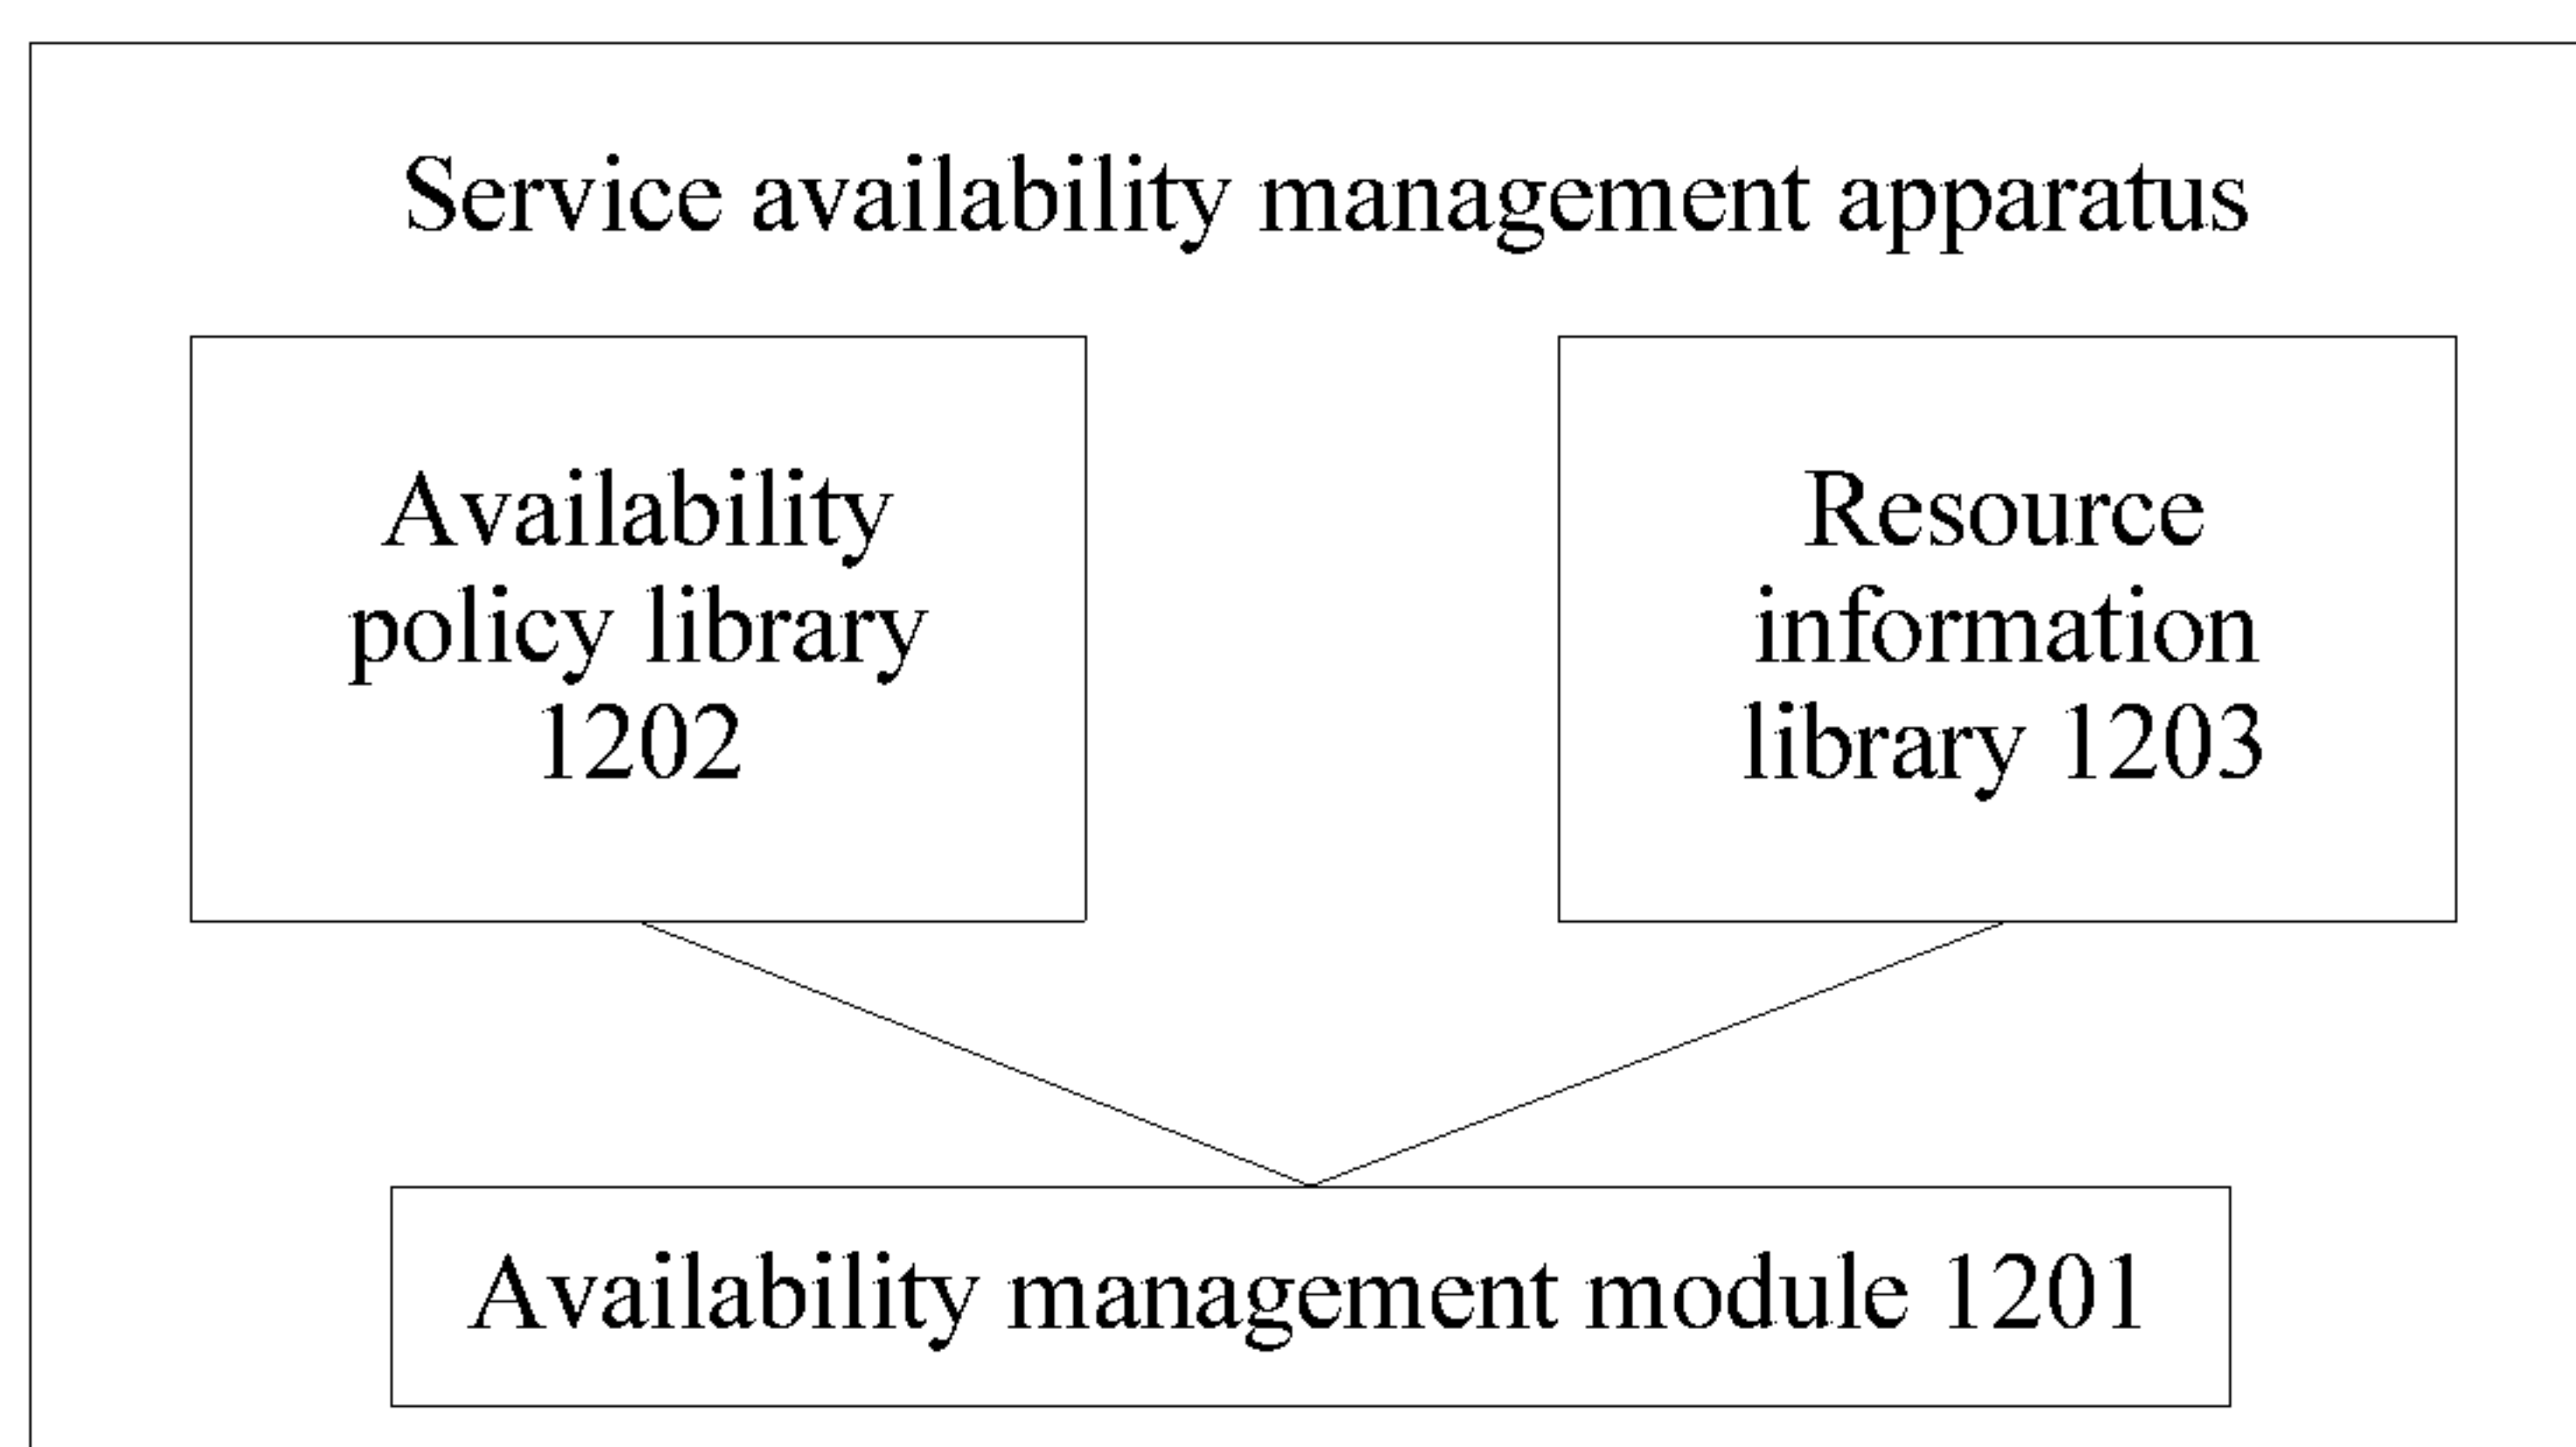 Service availability management apparatus
Availability
policy library
1202
Resource
information
library 1203
Availability management module 1201